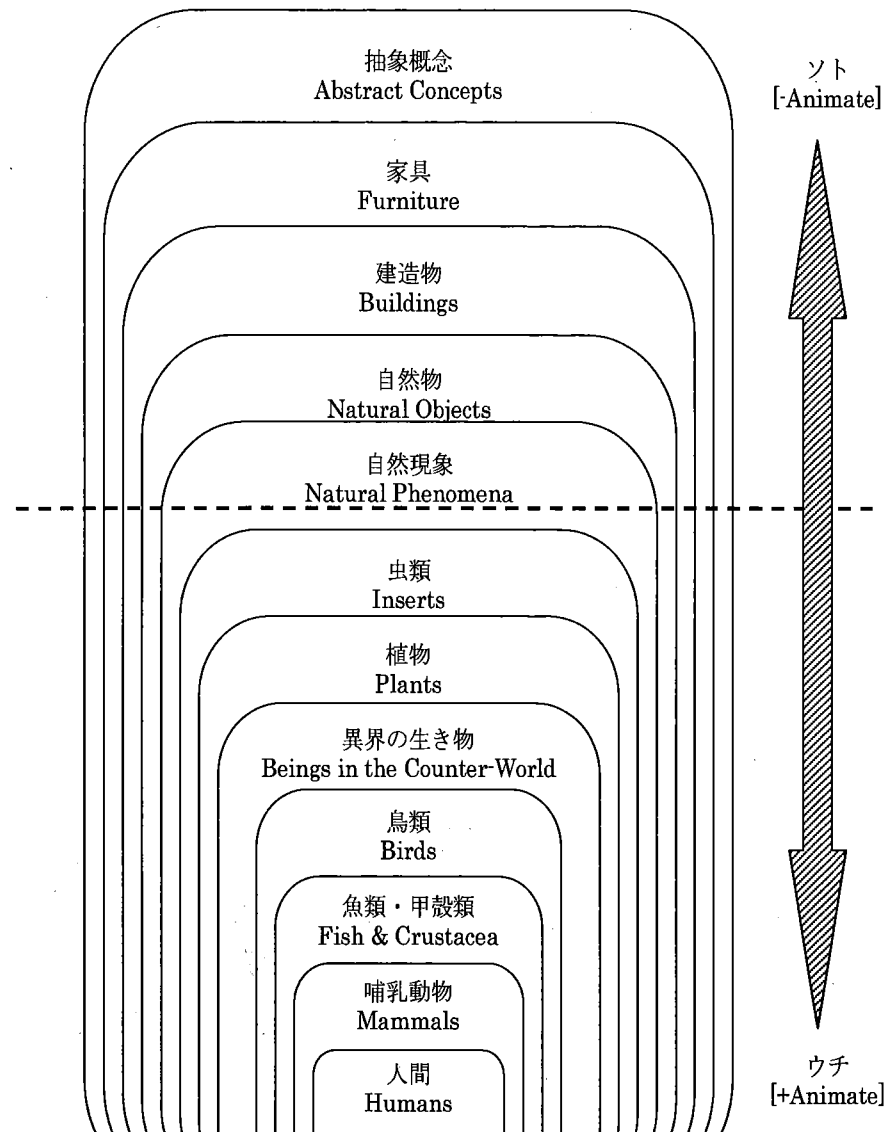 抽象概念
Abstract Concepts
ソト
[-Animate]
家具
Furniture
建造物
Buildings
自然物
Natural Objects
自然現象
Natural Phenomena
虫類
Inserts
植物
Plants
異界の生き物
Beings in the Counter-World
鳥類
Birds
魚類・甲殻類
Fish & Crustacea
哺乳動物
Mammals
人間
Humans
ウチ
[+Animate]